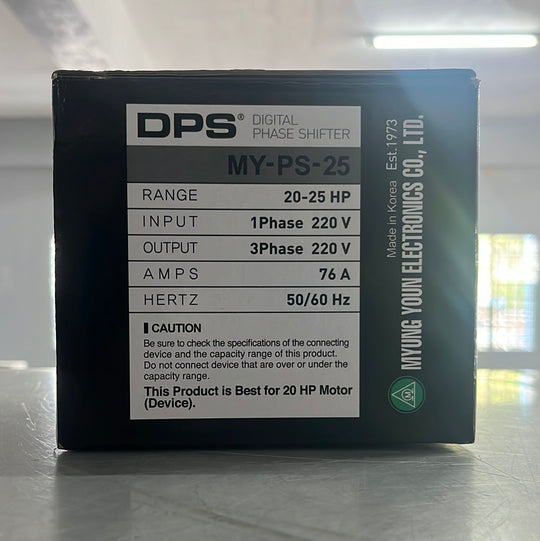 DPS® DIGITAL
PHASE SHIFTER
MY-PS-25
RANGE 20-25 HP
INPUT 1Phase 220 V
OUTPUT 3Phase 220 V
AMPS 76 A
HERTZ 50/60 Hz
CAUTION
Be sure to check the specifications of the connecting
device and the capacity range of this product.
Do not connect device that are over or under the
capacity range.
This Product is Best for 20 HP Motor
(Device).
Made in Korea Est.1973
MYUNG YOUN ELECTRONICS CO., LTD.
M